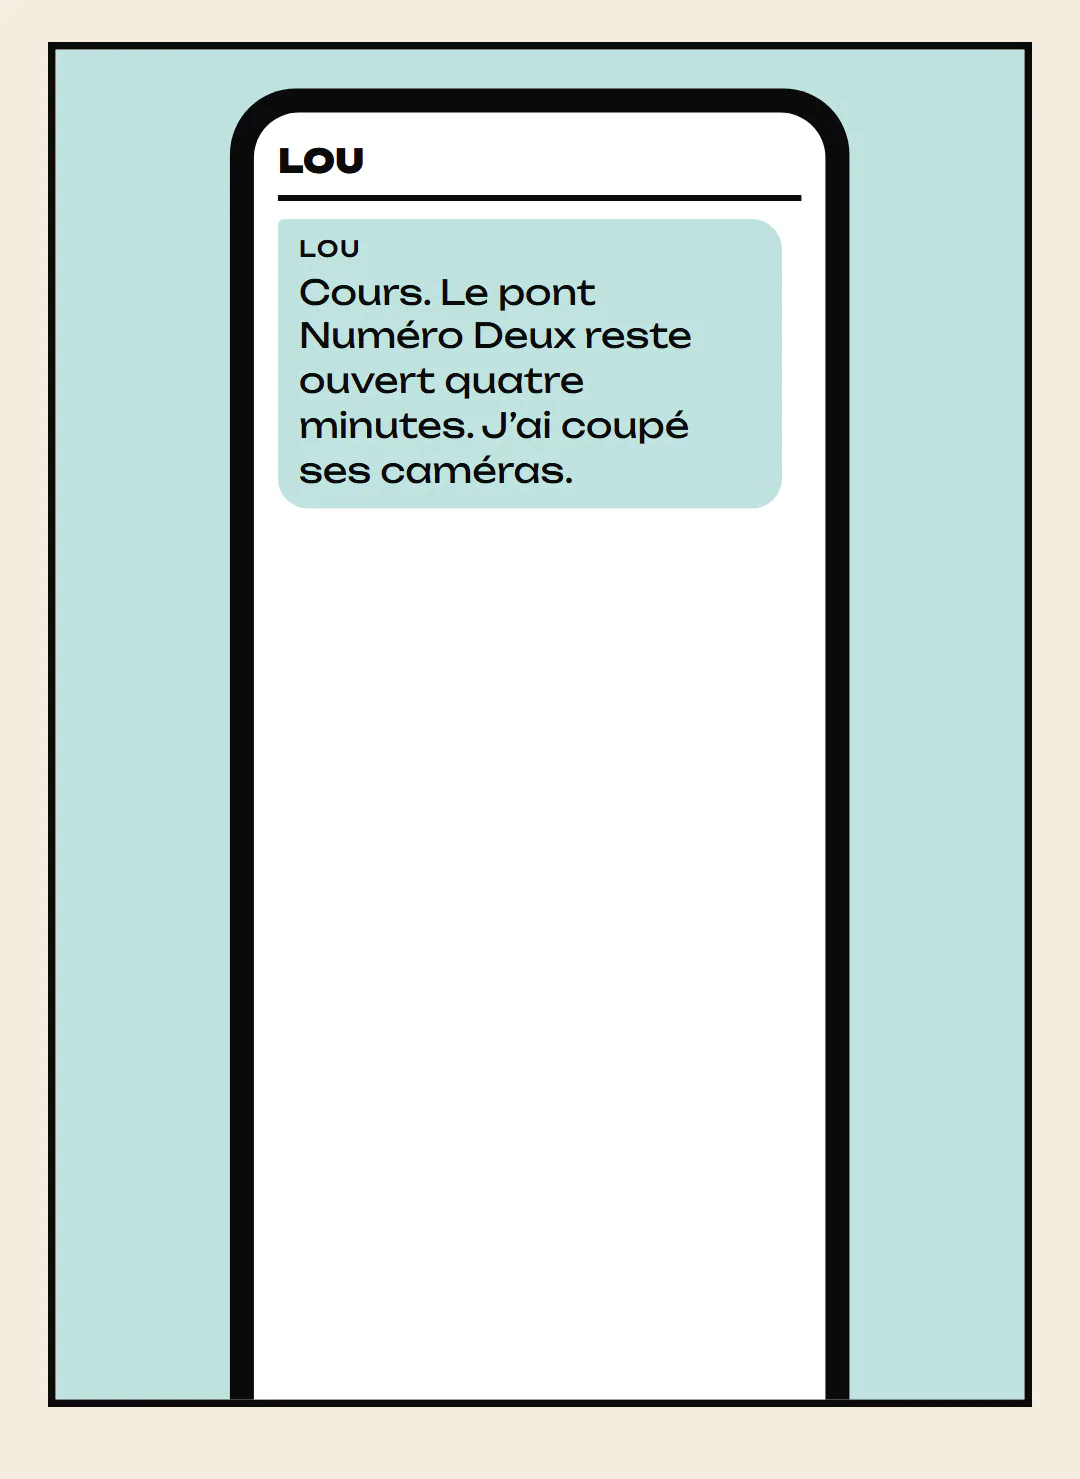 LOU
LOU
Cours. Le pont
Numéro Deux reste
ouvert quatre
minutes. J’ai coupé
ses caméras.